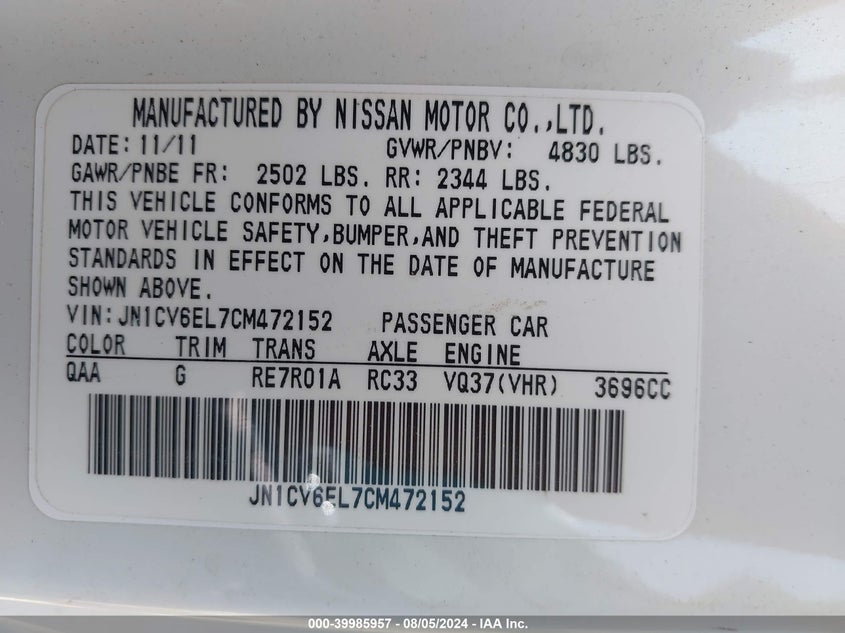 MANUFACTURED BY NISSAN MOTOR CO.,LTD.
DATE: 11/11 GVWR/PNBV: 4830 LBS.
GAWR/PNBE FR: 2502 LBS. RR: 2344 LBS.
THIS VEHICLE CONFORMS TO ALL APPLICABLE FEDERAL
MOTOR VEHICLE SAFETY,BUMPER,AND THEFT PREVENTION
STANDARDS IN EFFECT ON THE DATE OF MANUFACTURE
SHOWN ABOVE.
VIN:JN1CV6EL7CM472152 PASSENGER CAR
COLOR TRIM TRANS AXLE ENGINE
QAA G RE7R01A RC33 VQ37(VHR) 3696CC
JN1CV6EL7CM472152
000-39985957 - 08/05/2024 - IAA Inc.